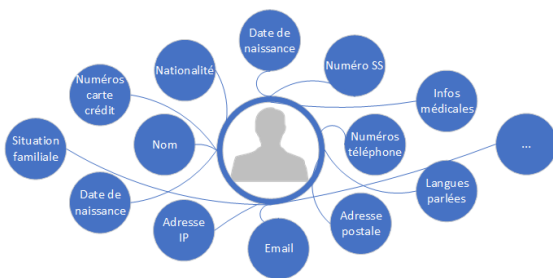 Date de
naissance
Numéro SS
Nationalité
Numéros
carte
crédit
Infos
médicales
Situation
familiale
Nom
Numéros
téléphone
...
Date de
naissance
Langues
parlées
Adresse
IP
Adresse
postale
Email